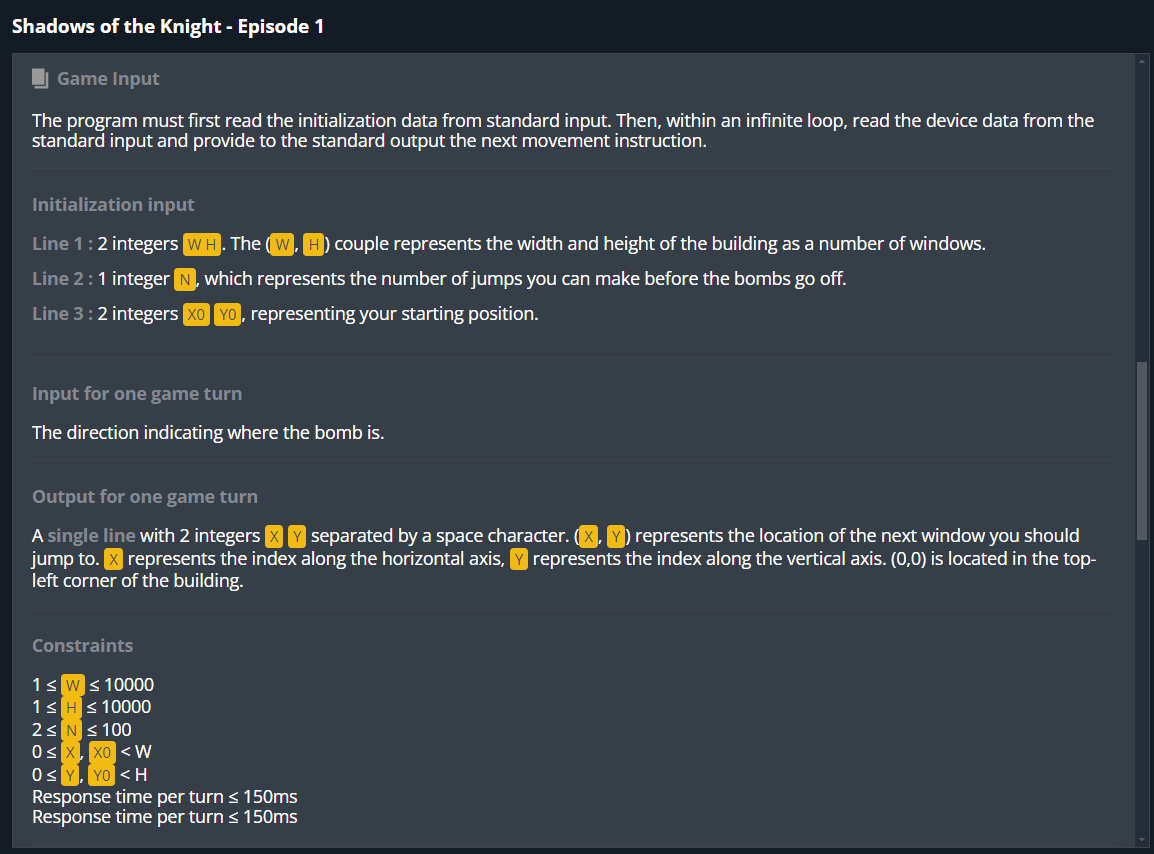 Shadows of the Knight - Episode 1
Game Input
The program must first read the initialization data from standard input. Then, within an infinite loop, read the device data from the
standard input and provide to the standard output the next movement instruction.
Initialization input
Line 1 : 2 integers W H. The (W, H) couple represents the width and height of the building as a number of windows.
Line 2 : 1 integer N, which represents the number of jumps you can make before the bombs go off.
Line 3 : 2 integers X0 Y0, representing your starting position.
Input for one game turn
The direction indicating where the bomb is.
Output for one game turn
A single line with 2 integers X Y separated by a space character. (X, Y) represents the location of the next window you should
jump to. X represents the index along the horizontal axis, Y represents the index along the vertical axis. (0,0) is located in the top-
left corner of the building.
Constraints
1 ≤ W ≤ 10000
1 ≤ H ≤ 10000
2 ≤ N ≤ 100
0 ≤ X, X0 < W
0 ≤ Y, Y0 < H
Response time per turn ≤ 150ms
Response time per turn ≤ 150ms